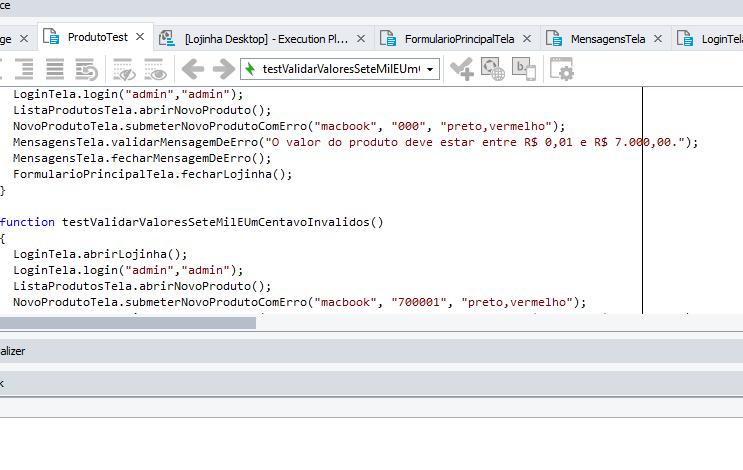 ce
ge
ProdutoTest
[Lojinha Desktop] - Execution Pl...
FormularioPrincipalTela
MensagensTela
LoginTel
testValidarValoresSeteMilEUm
b.
LoginTela.login("admin","admin");
ListaProdutosTela.abrirNovoProduto();
NovoProdutoTela.submeterNovoProdutoComErro("macbook", "000", "preto,vermelho");
MensagensTela.validarMensagemDeErro("O valor do produto deve estar entre R$ 0,01 e R$ 7.000,00.");
MensagensTela.fecharMensagemDeErro();
FormularioPrincipalTela.fecharLojinha();
}
function testValidarValoresSeteMilEUmCentavoInvalidos()
{
LoginTela.abrirLojinha();
LoginTela.login("admin","admin");
ListaProdutosTela.abrirNovoProduto();
NovoProdutoTela.submeterNovoProdutoComErro("macbook", "700001", "preto,vermelho");
alizer
k